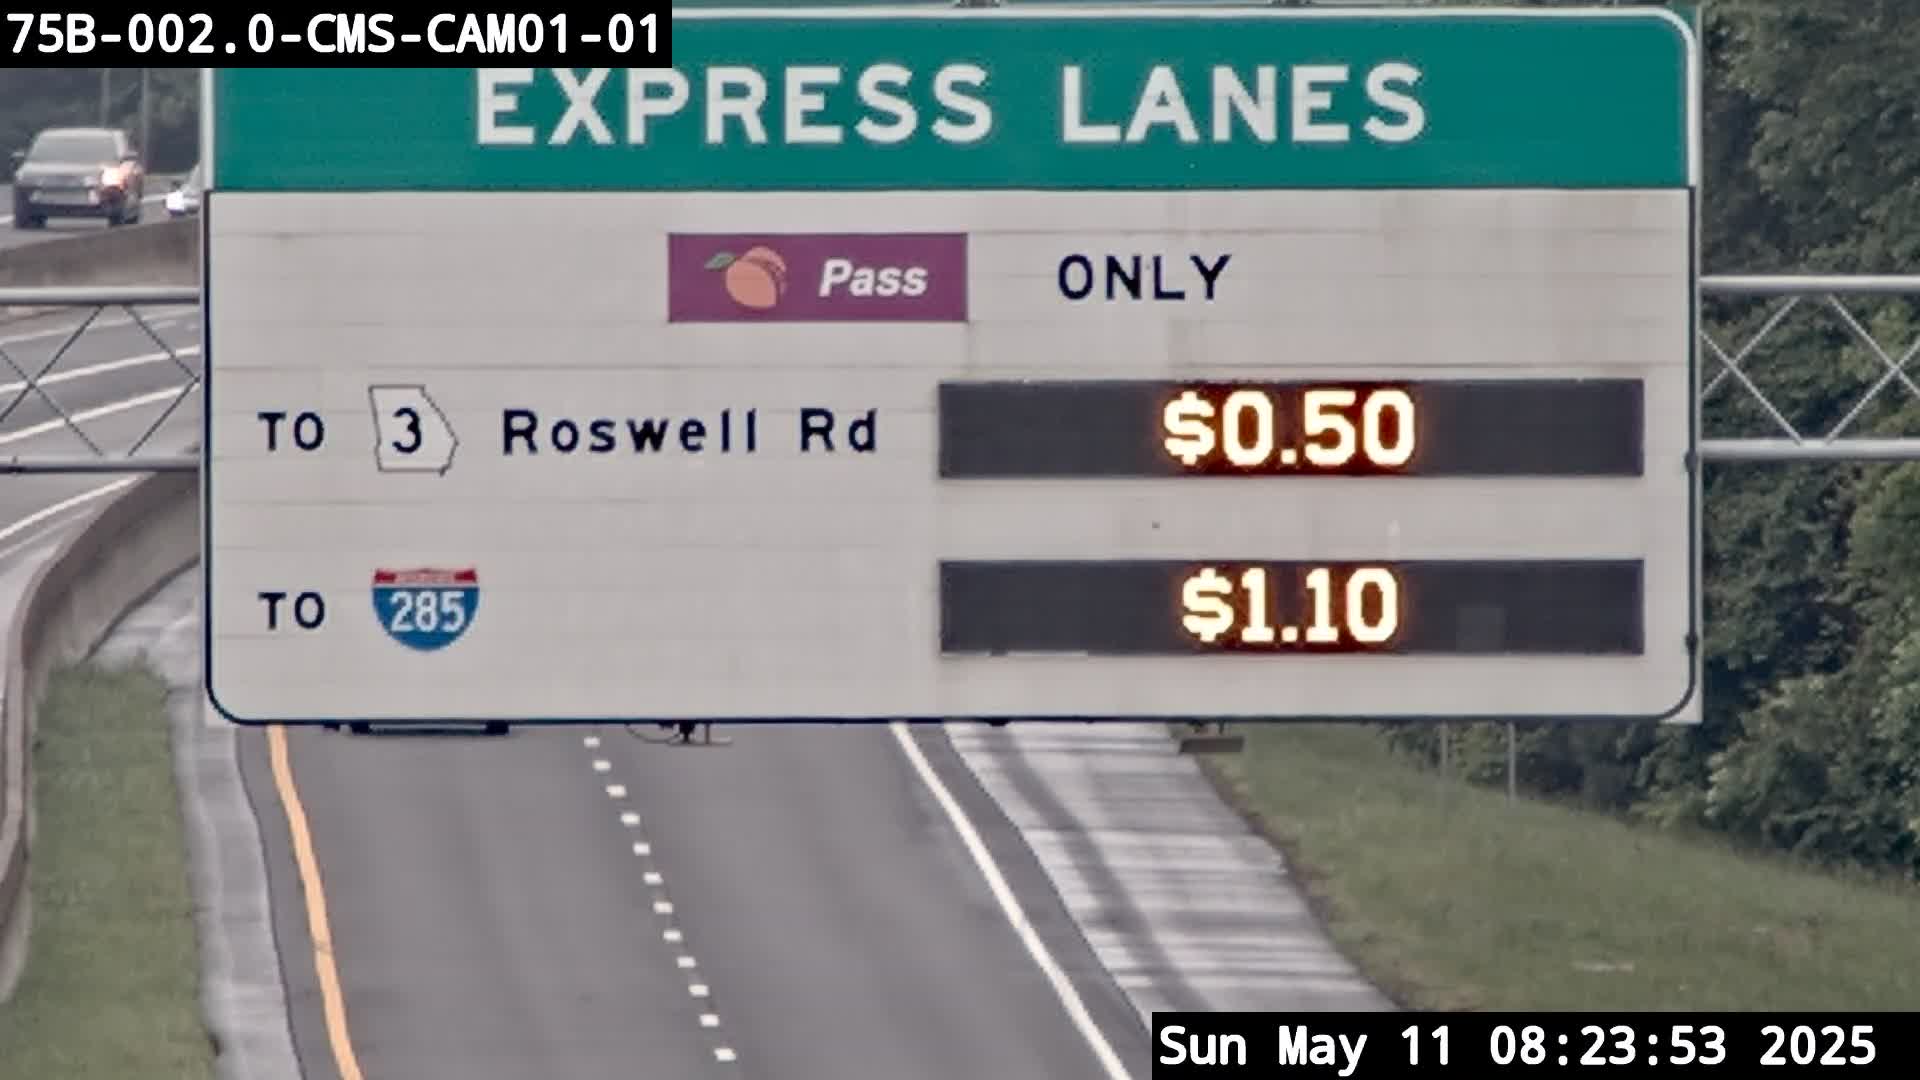 75B-002.0-CMS-CAM01-01
EXPRESS LANES
Pass ONLY
TO 3 Roswell Rd $0.50
TO 285 $1.10
Sun May 11 08:23:53 2025